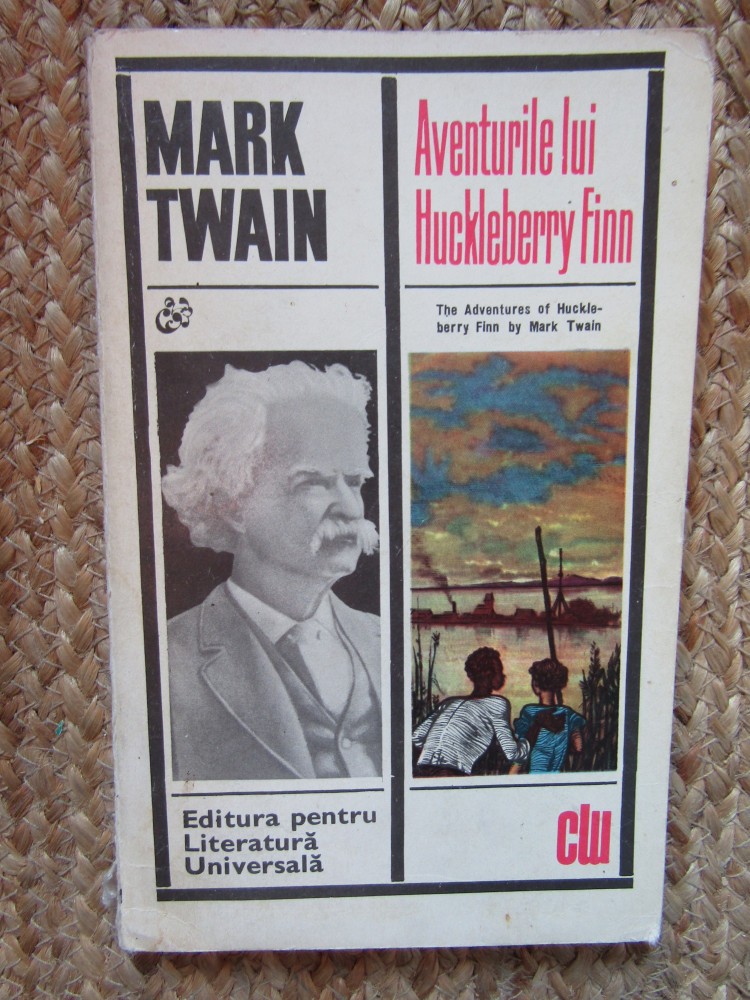 MARK
TWAIN
Aventurile lui
Huckleberry Finn
The Adventures of Huckle-
berry Finn by Mark Twain
Editura pentru
Literatură
Universală
clu